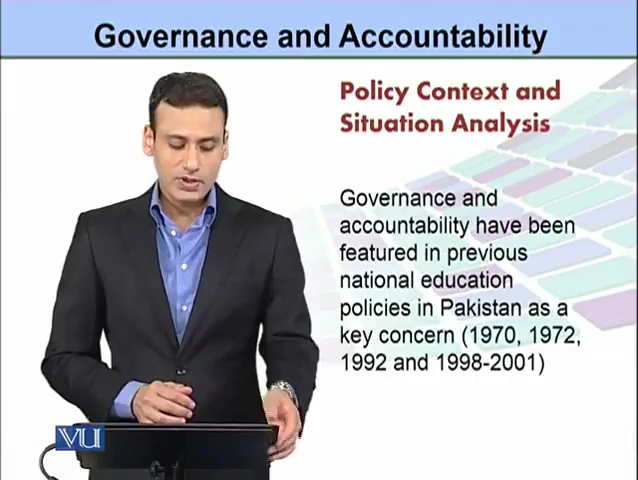 Governance and Accountability
Policy Context and
Situation Analysis
Governance and
accountability have been
featured in previous
national education
policies in Pakistan as a
key concern (1970, 1972,
1992 and 1998-2001)
VU